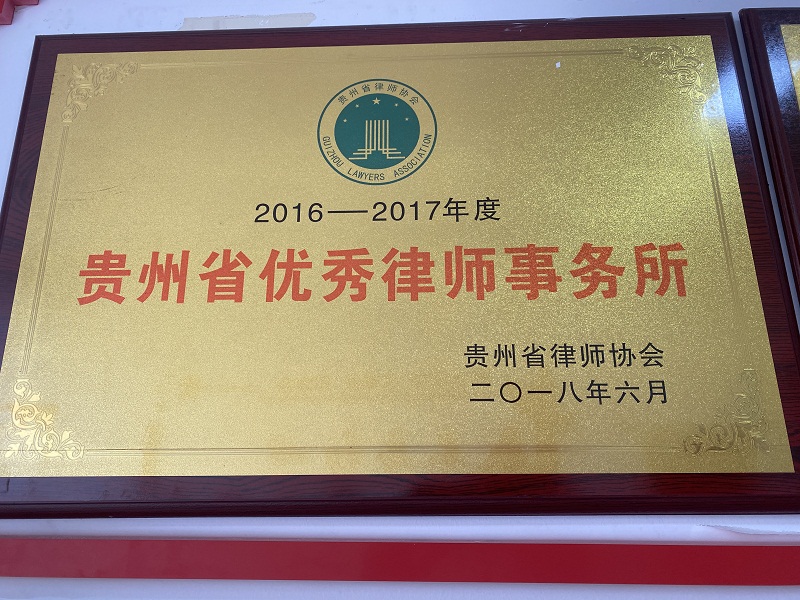 贵州省律师协会
GUIZHOU LAWYERS ASSOCIATION
2016—2017年度
贵州省优秀律师事务所
贵州省律师协会
二〇一八年六月